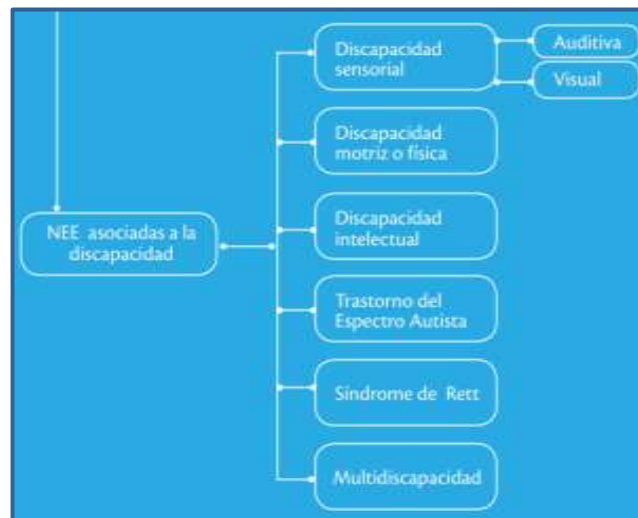 NEE asociadas a la
discapacidad
Discapacidad
sensorial
Auditiva
Visual
Discapacidad
motriz o física
Discapacidad
intelectual
Trastorno del
Espectro Autista
Síndrome de Rett
Multidiscapacidad